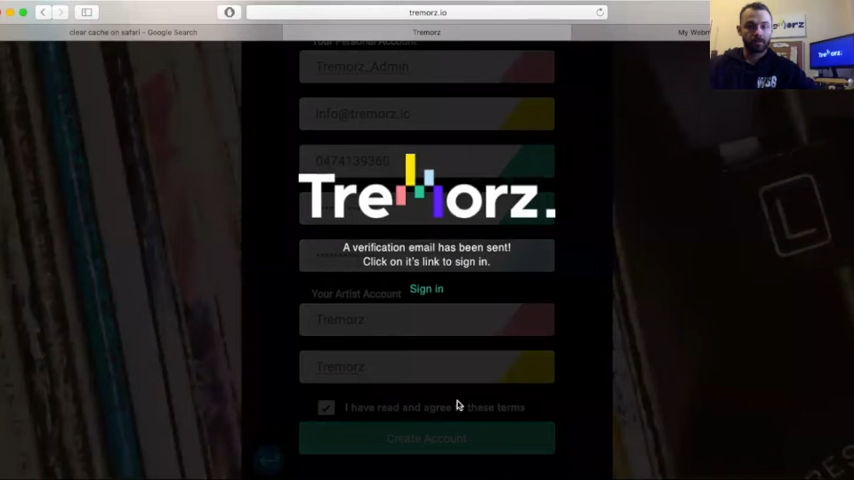 tremorz.io
clear cache on safari - Google Search
Tremorz
My Webm
Your Personal Account
Tremorz_Admin
info@tremorz.io
0474139360
Tremorz.
A verification email has been sent!
Click on it's link to sign in.
Sign in
Your Artist Account
Tremorz
Tremorz
I have read and agree these terms
Create Account